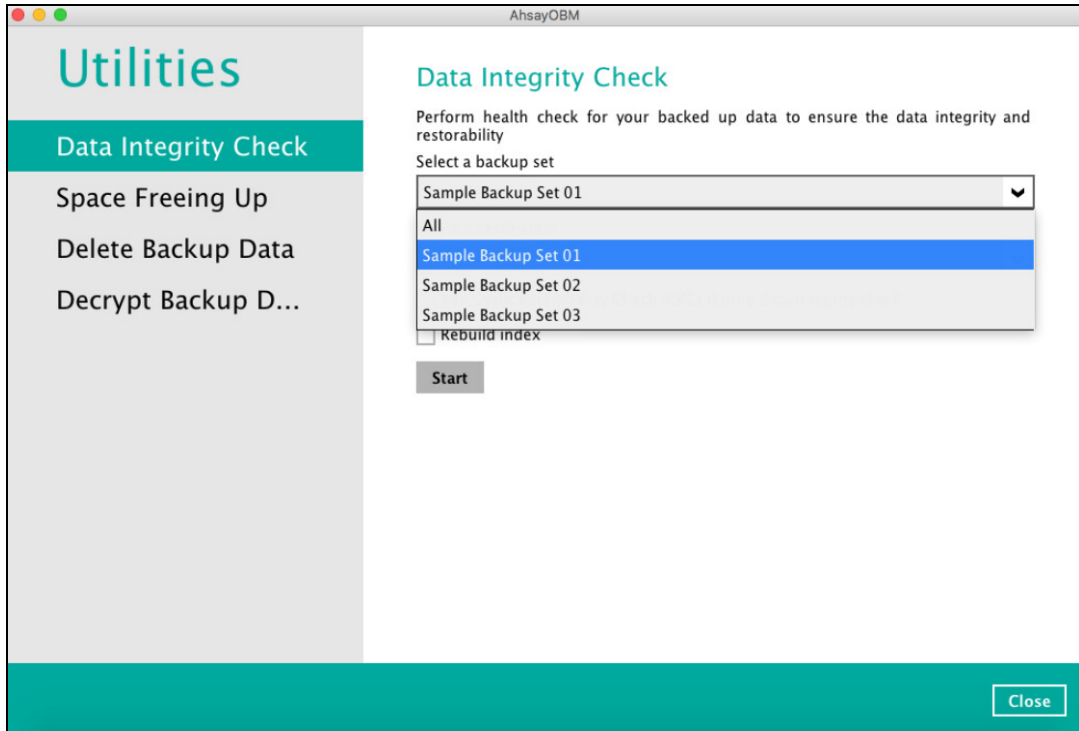 AhsayOBM
Utilities
Data Integrity Check
Space Freeing Up
Delete Backup Data
Decrypt Backup D...
Data Integrity Check
Perform health check for your backed up data to ensure the data integrity and
restorability
Select a backup set
Sample Backup Set 01
All
Sample Backup Set 01
Sample Backup Set 02
Sample Backup Set 03
Rebuild index
Start
Close